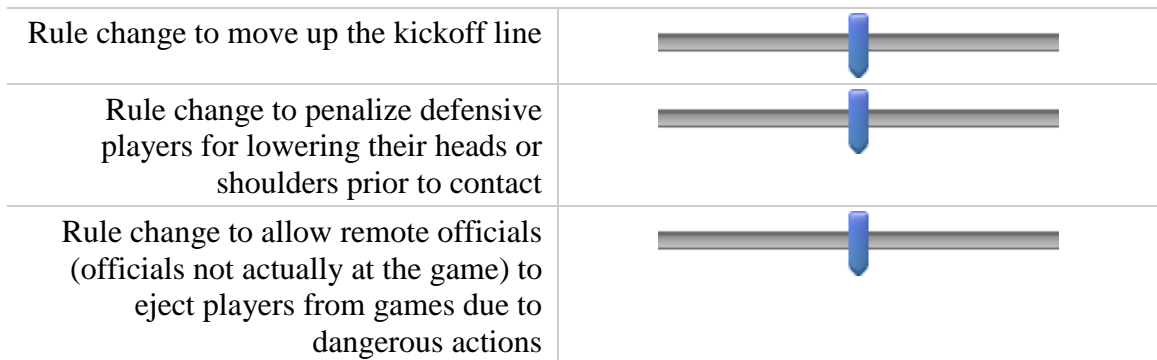 Rule change to move up the kickoff line
Rule change to penalize defensive
players for lowering their heads or
shoulders prior to contact
Rule change to allow remote officials
(officials not actually at the game) to
eject players from games due to
dangerous actions